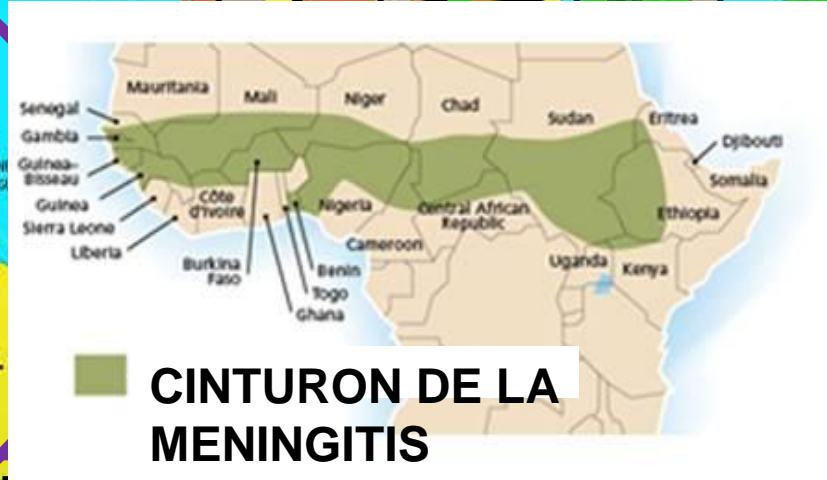 Mauritania
Mali
Niger
Chad
Sudan
Eritrea
Djibouti
Somalia
Ethiopia
Senegal
Gambia
Guinea-
Bissau
Guinea
Sierra Leone
Liberia
Côte
d'Ivoire
Burkina
Faso
Ghana
Togo
Benin
Nigeria
Cameroon
Central African
Republic
Uganda
Kenya
CINTURON DE LA
MENINGITIS